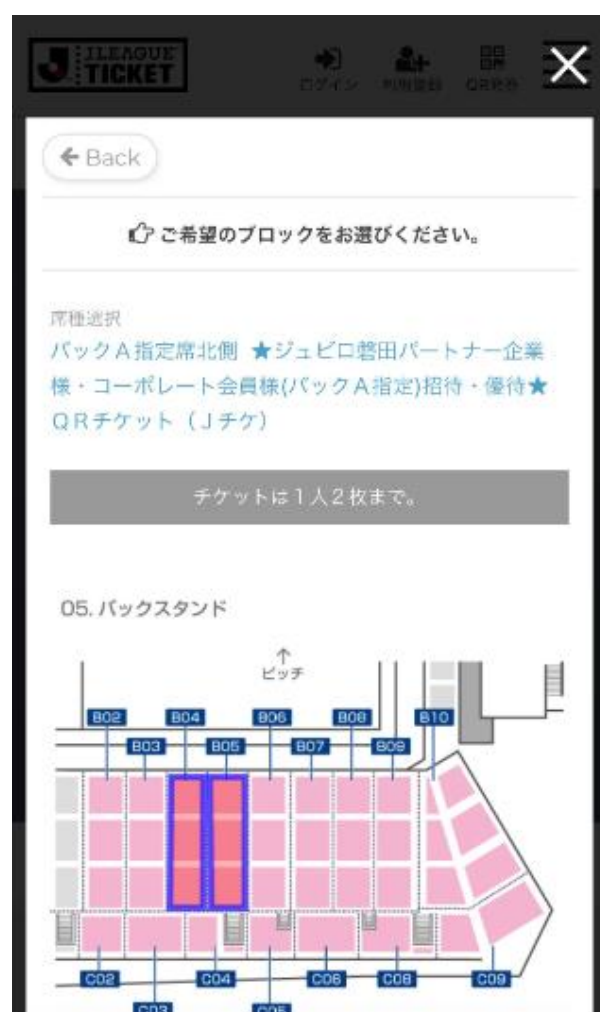 J.LEAGUE
TICKET
ログイン
利用登録
QR発券
Back
ご希望のブロックをお選びください。
席種選択
バックA指定席北側 ★ジュビロ磐田パートナー企業
様・コーポレート会員様(バックA指定)招待・優待★
QRチケット（Jチケ）
チケットは1人2枚まで。
05. バックスタンド
↑
ピッチ
B02 B04 B06 B08 B10
B03 B05 B07 B09
C02 C04 C06 C08 C09
C03 C05